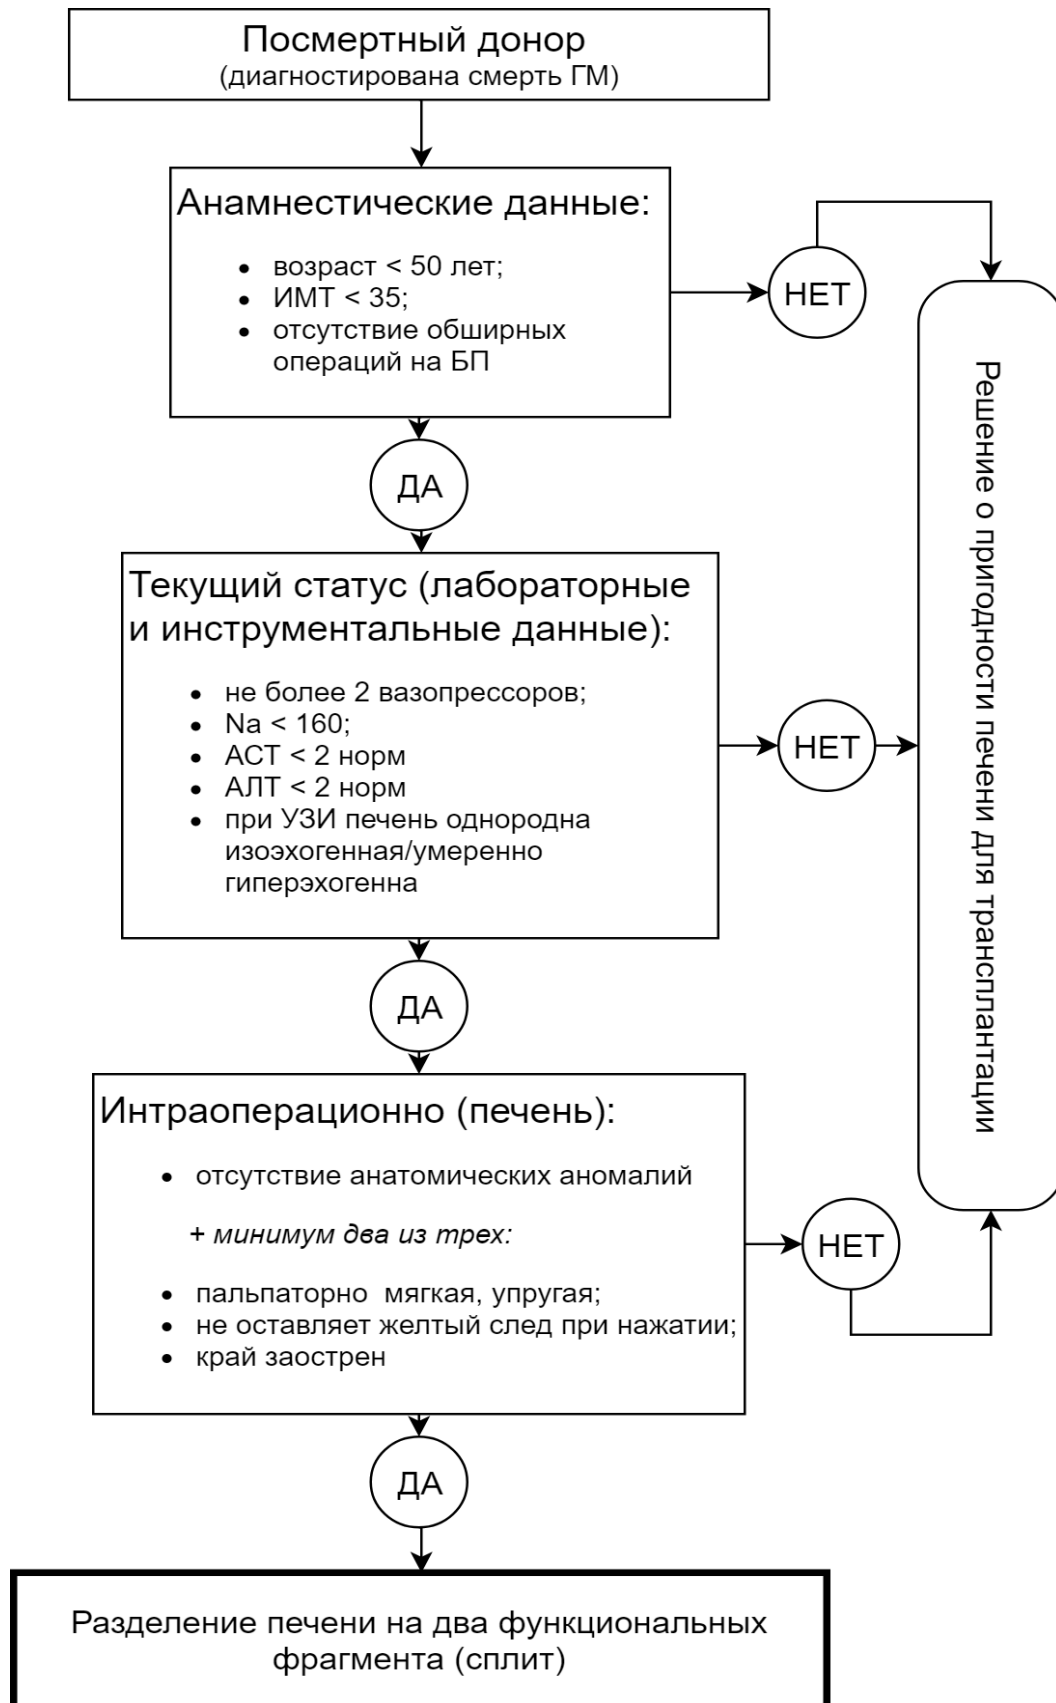 Посмертный донор
(диагностирована смерть ГМ)
Анамнестические данные:
• возраст < 50 лет;
• ИМТ < 35;
• отсутствие обширных
операций на БП
НЕТ
ДА
Текущий статус (лабораторные
и инструментальные данные):
• не более 2 вазопрессоров;
• Na < 160;
• АСТ < 2 норм
• АЛТ < 2 норм
• при УЗИ печень однородна
изоэхогенная/умеренно
гиперэхогенна
НЕТ
Решение о пригодности печени для трансплантации
ДА
Интраоперационно (печень):
• отсутствие анатомических аномалий
+ минимум два из трех:
• пальпаторно мягкая, упругая;
• не оставляет желтый след при нажатии;
• край заострен
НЕТ
ДА
Разделение печени на два функциональных
фрагмента (сплит)